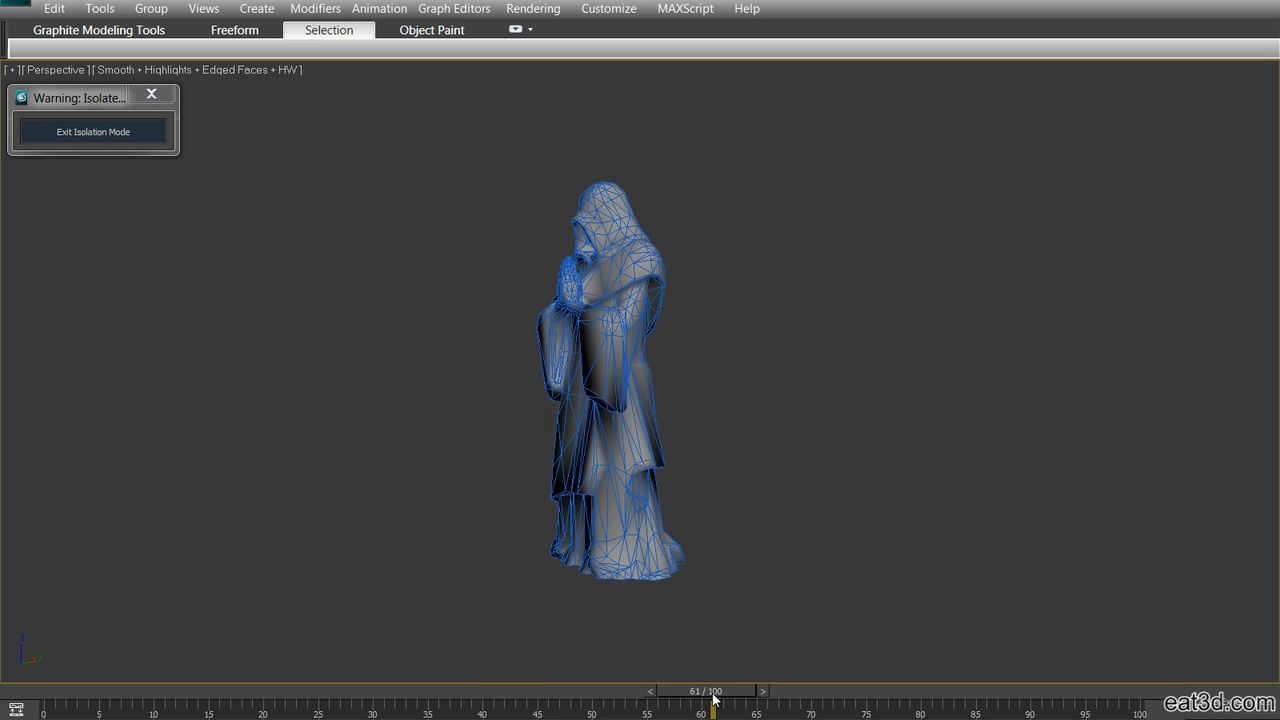 Edit Tools Group Views Create Modifiers Animation Graph Editors Rendering Customize MAXScript Help
Graphite Modeling Tools Freeform Selection Object Paint
[ + ][ Perspective ][ Smooth + Highlights + Edged Faces + HW ]
Warning: Isolate... X
Exit Isolation Mode
z
x y
< 61 / 100 >
0 5 10 15 20 25 30 35 40 45 50 55 60 65 70 75 80 85 90 95 100
eat3d.com